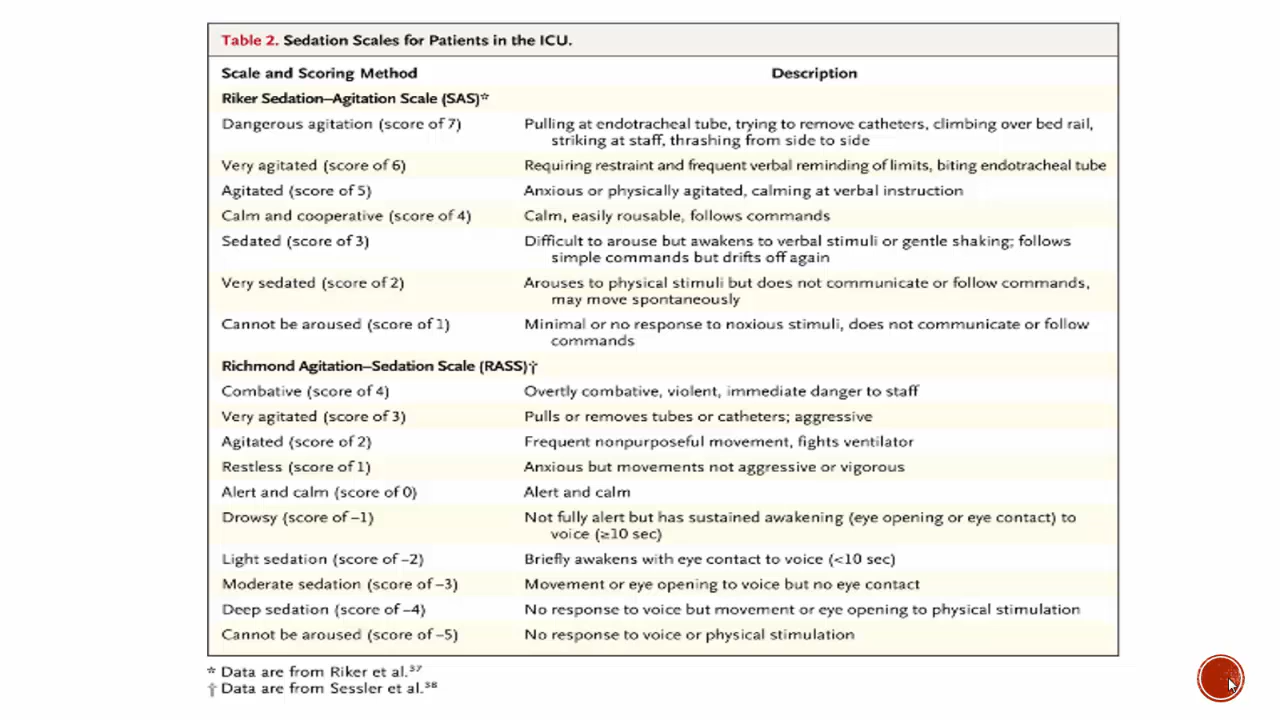 Table 2. Sedation Scales for Patients in the ICU.
Scale and Scoring Method Description
Riker Sedation–Agitation Scale (SAS)*
Dangerous agitation (score of 7) Pulling at endotracheal tube, trying to remove catheters, climbing over bed rail,
striking at staff, thrashing from side to side
Very agitated (score of 6) Requiring restraint and frequent verbal reminding of limits, biting endotracheal tube
Agitated (score of 5) Anxious or physically agitated, calming at verbal instruction
Calm and cooperative (score of 4) Calm, easily rousable, follows commands
Sedated (score of 3) Difficult to arouse but awakens to verbal stimuli or gentle shaking; follows
simple commands but drifts off again
Very sedated (score of 2) Arouses to physical stimuli but does not communicate or follow commands,
may move spontaneously
Cannot be aroused (score of 1) Minimal or no response to noxious stimuli, does not communicate or follow
commands
Richmond Agitation–Sedation Scale (RASS)†
Combative (score of 4) Overtly combative, violent, immediate danger to staff
Very agitated (score of 3) Pulls or removes tubes or catheters; aggressive
Agitated (score of 2) Frequent nonpurposeful movement, fights ventilator
Restless (score of 1) Anxious but movements not aggressive or vigorous
Alert and calm (score of 0) Alert and calm
Drowsy (score of –1) Not fully alert but has sustained awakening (eye opening or eye contact) to
voice (≥10 sec)
Light sedation (score of –2) Briefly awakens with eye contact to voice (<10 sec)
Moderate sedation (score of –3) Movement or eye opening to voice but no eye contact
Deep sedation (score of –4) No response to voice but movement or eye opening to physical stimulation
Cannot be aroused (score of –5) No response to voice or physical stimulation
* Data are from Riker et al.³⁷
† Data are from Sessler et al.³⁸